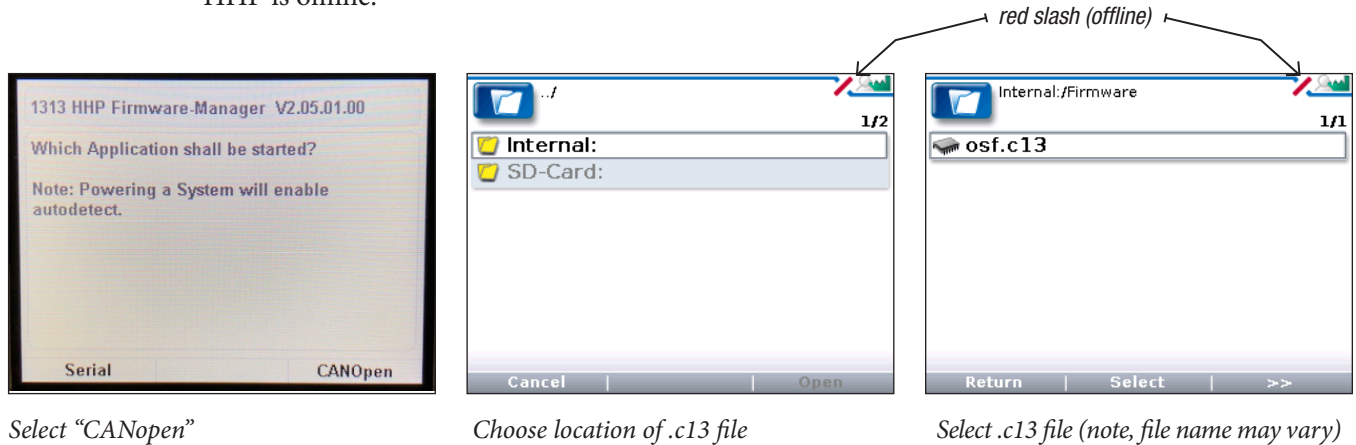 HHP is online.
red slash (offline)
1313 HHP Firmware-Manager V2.05.01.00
Which Application shall be started?
Note: Powering a System will enable
autodetect.
Serial CANOpen
../
1/2
Internal:
SD-Card:
Cancel | | Open
Internal:/Firmware
1/1
osf.c13
Return | Select | >>
Select “CANopen”
Choose location of .c13 file
Select .c13 file (note, file name may vary)